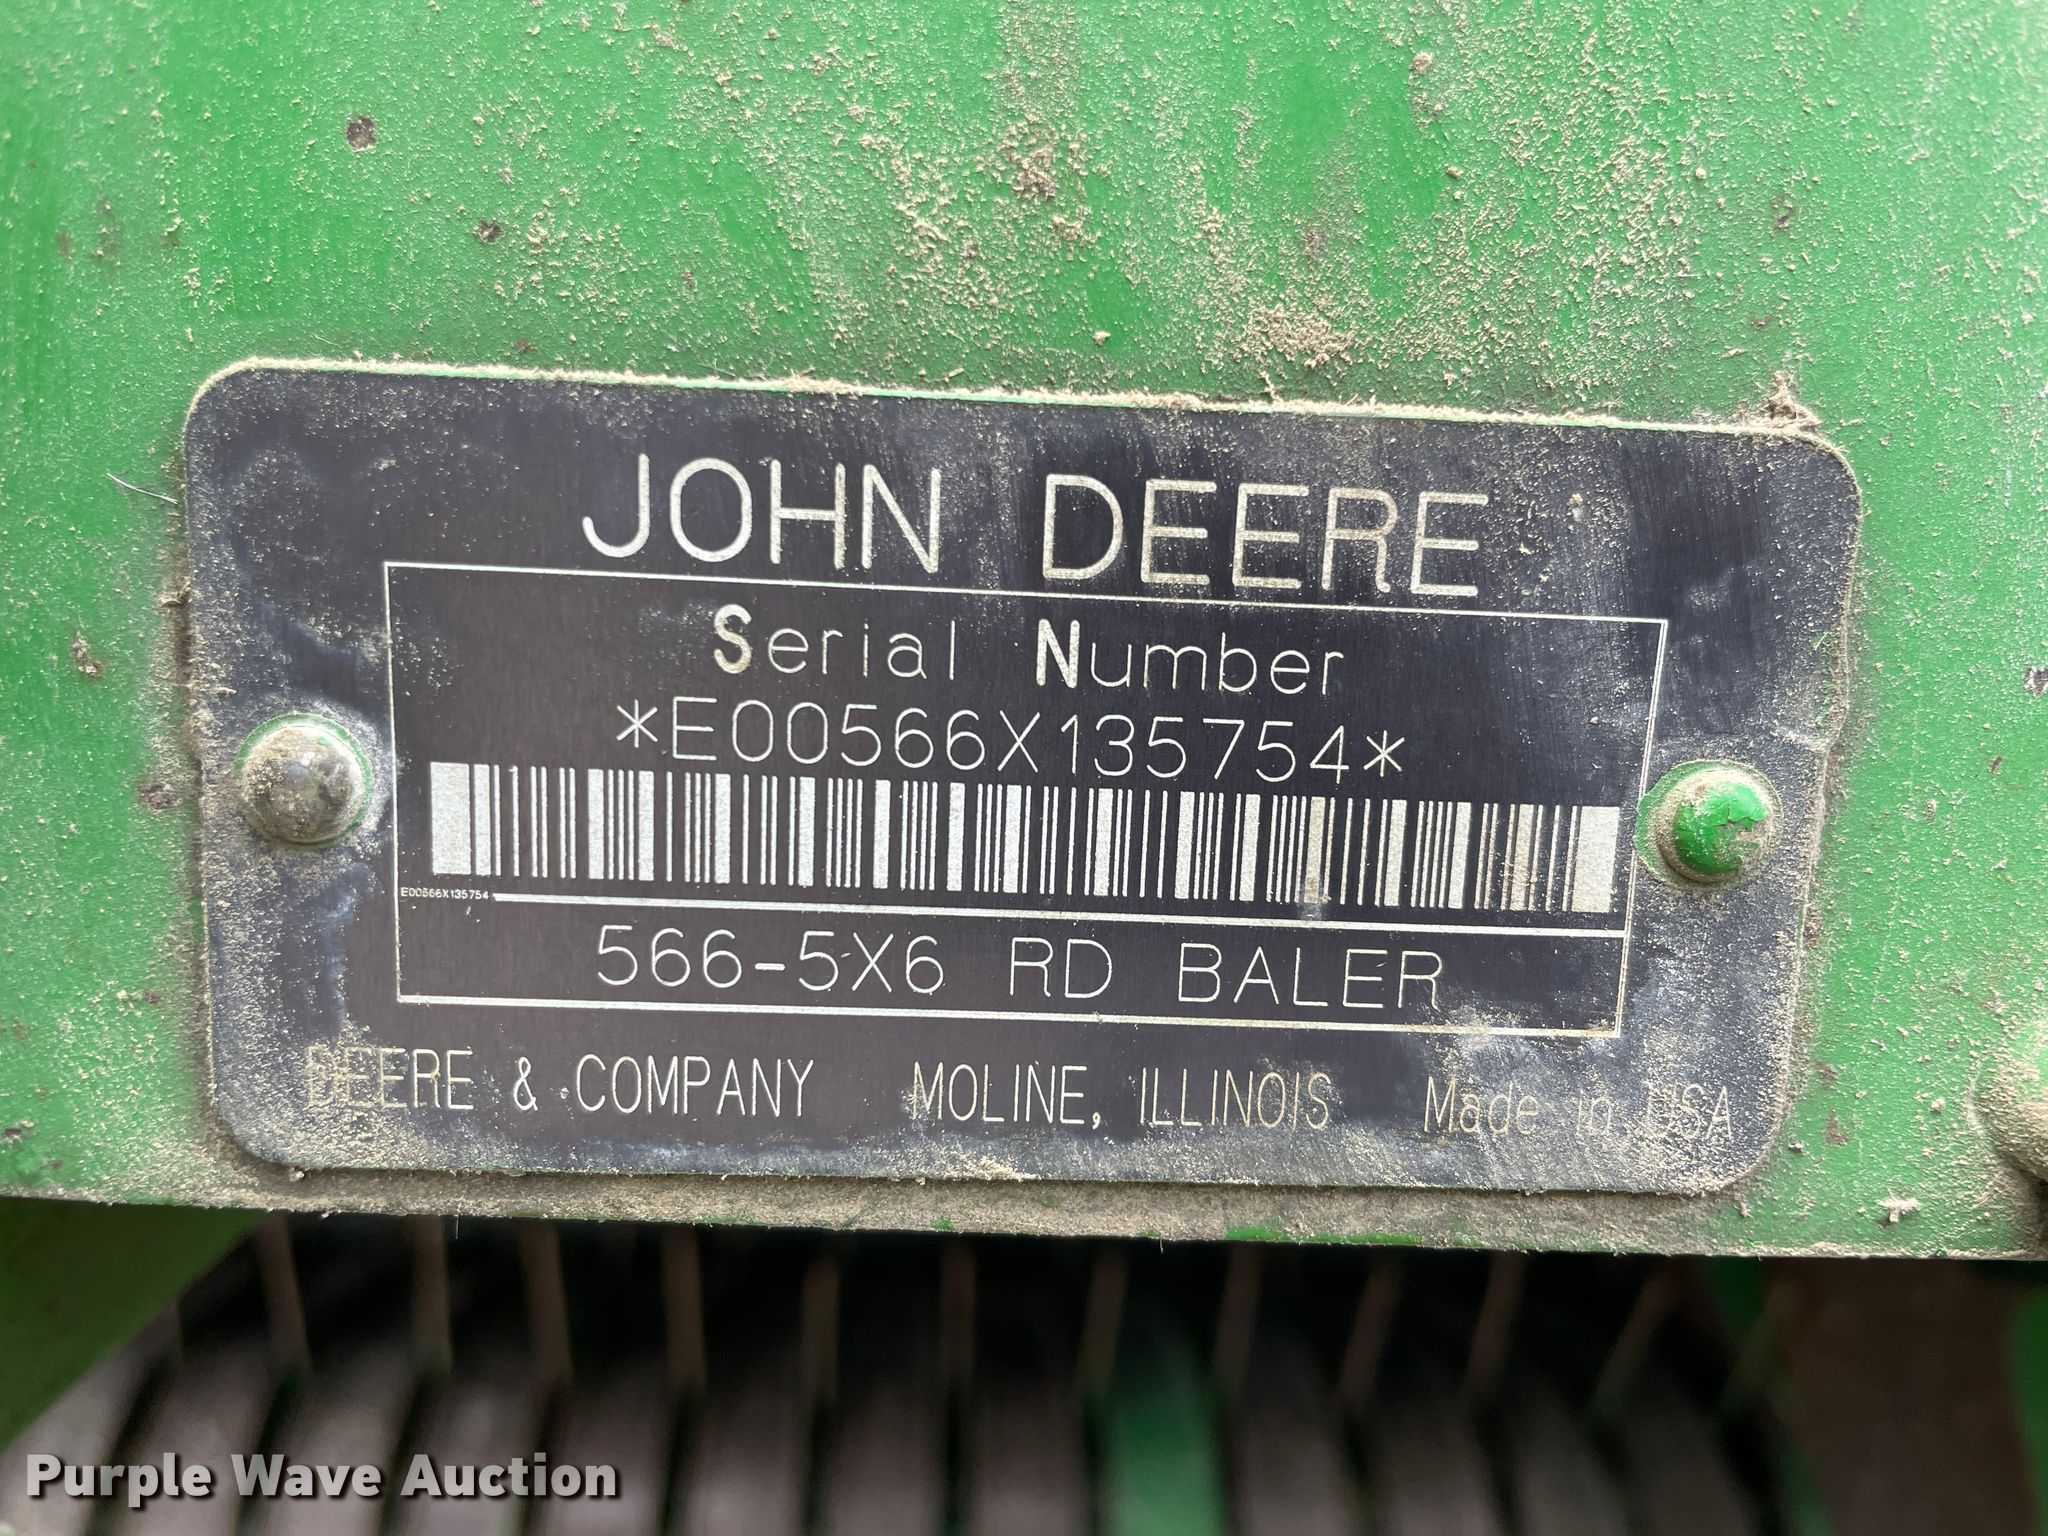 JOHN DEERE
Serial Number
*E00566X135754*
E00566X135754
566-5X6 RD BALER
DEERE & COMPANY MOLINE, ILLINOIS Made in USA
Purple Wave Auction